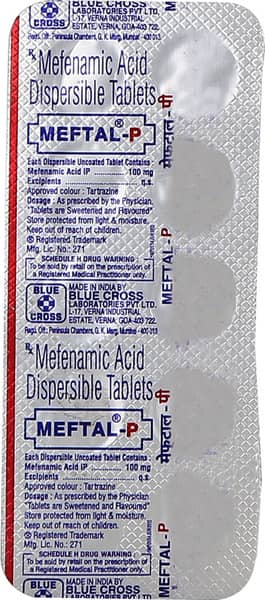 BLUE CROSS
BLUE CROSS
LABORATORIES PVT LTD.
L-17, VERNA INDUSTRIAL
ESTATE, VERNA, GOA-403 722.
Regd. Off.: Peninsula Chambers, G. K. Marg, Mumbai - 400 013
Rx Mefenamic Acid
Dispersible Tablets
MEFTAL®-P
Each Dispersible Uncoated Tablet Contains :
Mefenamic Acid IP .................. 100 mg
Excipients .................. q.s.
Approved colour : Tartrazine
Dosage : As prescribed by the Physician.
"Tablets are Sweetened and Flavoured"
Store protected from light & moisture.
Keep out of reach of children.
® Registered Trademark
Mfg. Lic. No.: 271
SCHEDULE H DRUG WARNING :
To be sold by retail on the prescription of
a Registered Medical Practitioner only.
मेफ्टाल - पी
MEFTAL - P
BLUE CROSS
MADE IN INDIA BY
BLUE CROSS
LABORATORIES PVT LTD.
L-17, VERNA INDUSTRIAL
ESTATE, VERNA, GOA-403 722.
Regd. Off.: Peninsula Chambers, G. K. Marg, Mumbai - 400 013
Rx Mefenamic Acid
Dispersible Tablets
MEFTAL®-P
Each Dispersible Uncoated Tablet Contains :
Mefenamic Acid IP .................. 100 mg
Excipients .................. q.s.
Approved colour : Tartrazine
Dosage : As prescribed by the Physician.
"Tablets are Sweetened and Flavoured"
Store protected from light & moisture.
Keep out of reach of children.
® Registered Trademark
Mfg. Lic. No.: 271
SCHEDULE H DRUG WARNING :
To be sold by retail on the prescription of
a Registered Medical Practitioner only.
मेफ्टाल - पी
MEFTAL - P
BLUE
MADE IN INDIA BY
BLUE CROSS